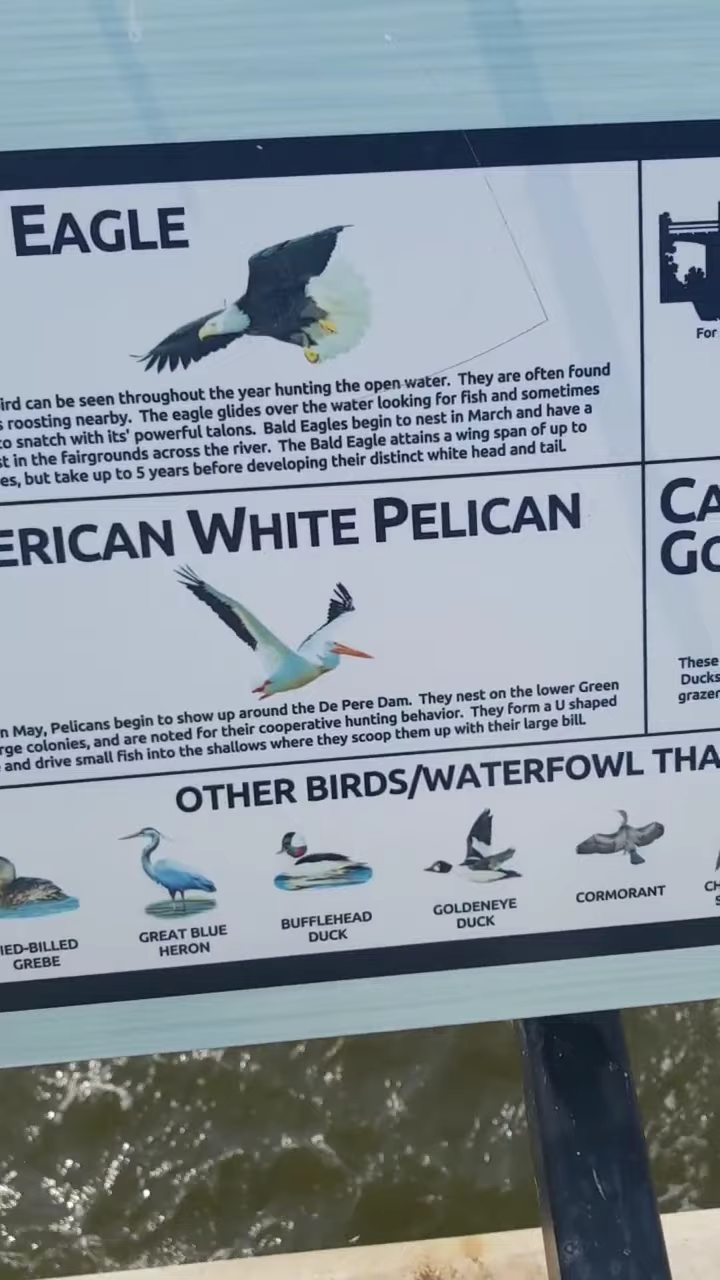 EAGLE
ird can be seen throughout the year hunting the open water. They are often found
s roosting nearby. The eagle glides over the water looking for fish and sometimes
to snatch with its' powerful talons. Bald Eagles begin to nest in March and have a
st in the fairgrounds across the river. The Bald Eagle attains a wing span of up to
es, but take up to 5 years before developing their distinct white head and tail.
For
ERICAN WHITE PELICAN
n May, Pelicans begin to show up around the De Pere Dam. They nest on the lower Green
rge colonies, and are noted for their cooperative hunting behavior. They form a U shaped
and drive small fish into the shallows where they scoop them up with their large bill.
CA
GO
These
Ducks
grazer
OTHER BIRDS/WATERFOWL THA
IED-BILLED
GREBE
GREAT BLUE
HERON
BUFFLEHEAD
DUCK
GOLDENEYE
DUCK
CORMORANT
CH
S